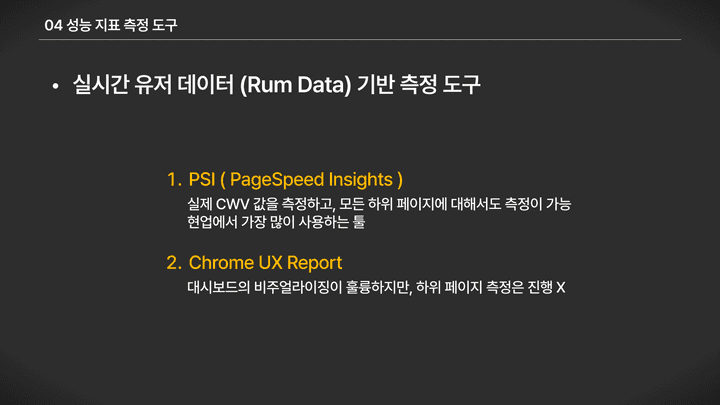 04 성능 지표 측정 도구
• 실시간 유저 데이터 (Rum Data) 기반 측정 도구
1. PSI ( PageSpeed Insights )
실제 CWV 값을 측정하고, 모든 하위 페이지에 대해서도 측정이 가능
현업에서 가장 많이 사용하는 툴
2. Chrome UX Report
대시보드의 비주얼라이징이 훌륭하지만, 하위 페이지 측정은 진행 X